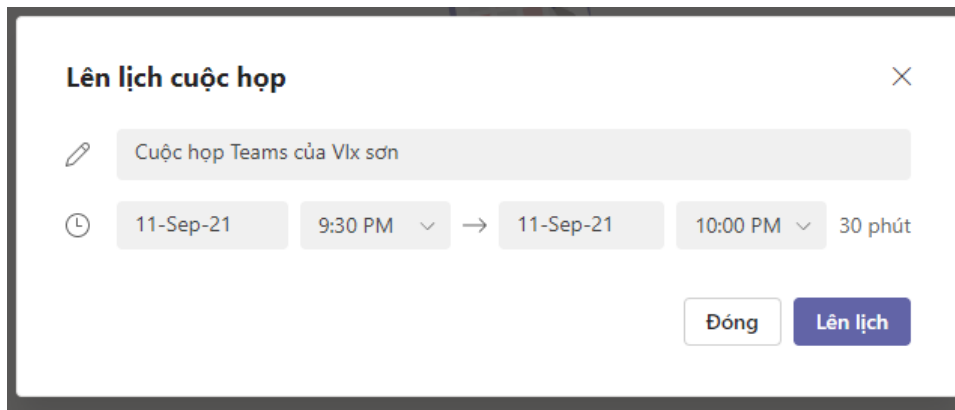 Lên lịch cuộc họp
Cuộc họp Teams của Vlx sơn
11-Sep-21 9:30 PM → 11-Sep-21 10:00 PM 30 phút
Đóng Lên lịch